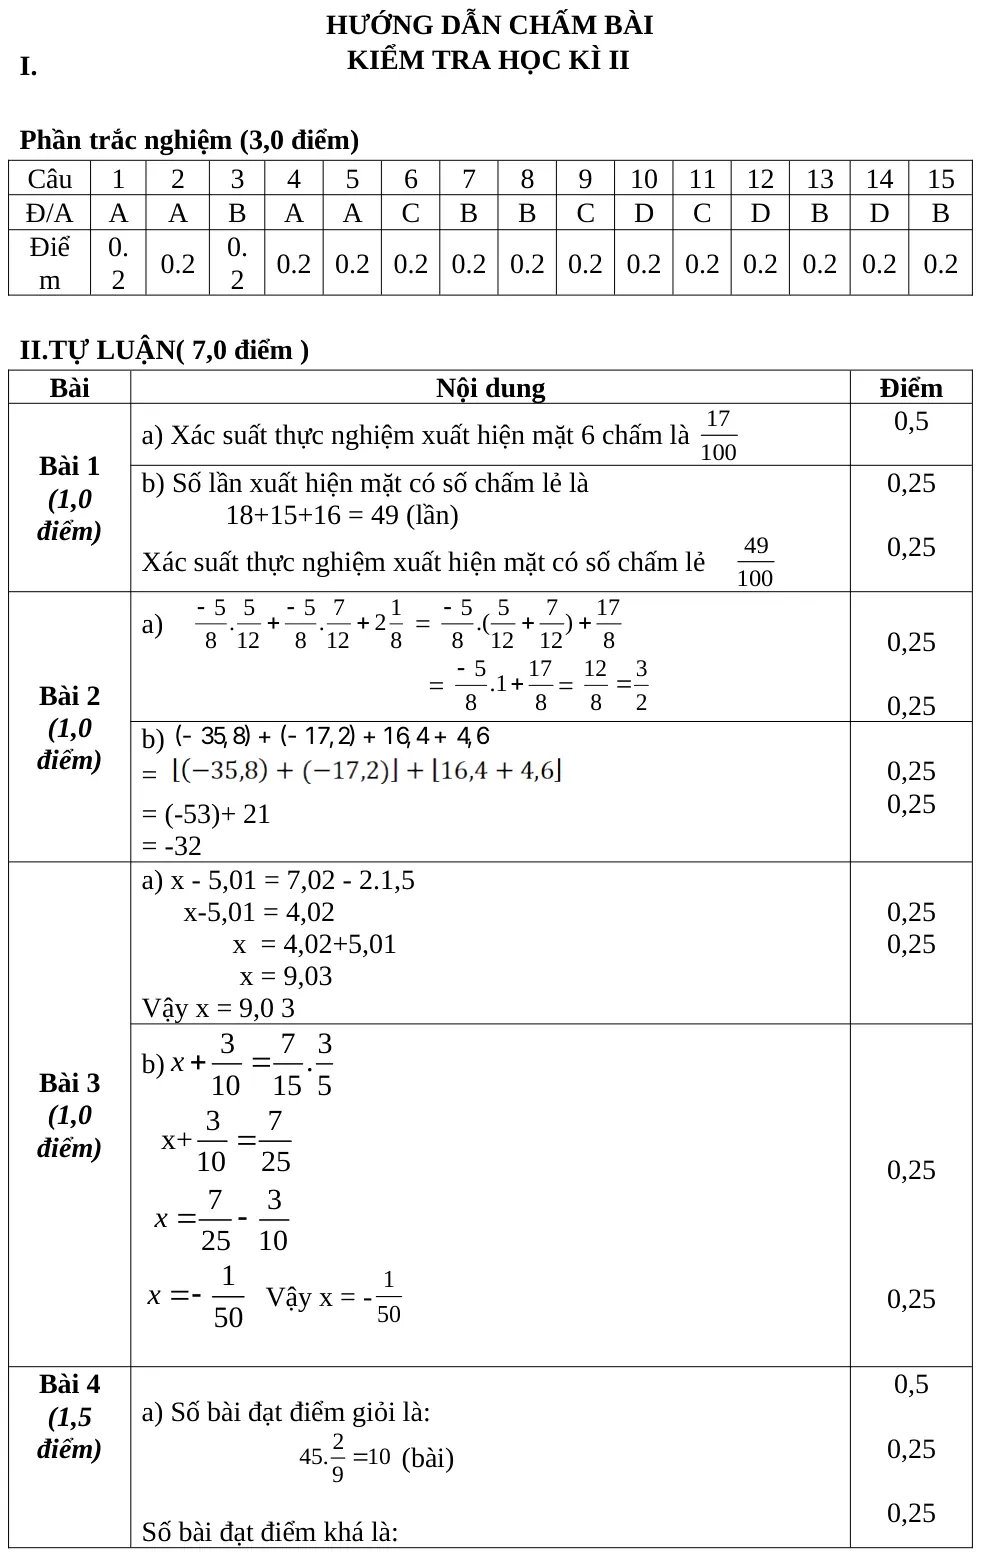 HƯỚNG DẪN CHẤM BÀI
KIỂM TRA HỌC KÌ II
I.
Phần trắc nghiệm (3,0 điểm)
Câu 1 2 3 4 5 6 7 8 9 10 11 12 13 14 15
Đ/A A A B A A C B B C D C D B D B
Điể
m 0.
2 0.2 0.
2 0.2 0.2 0.2 0.2 0.2 0.2 0.2 0.2 0.2 0.2 0.2 0.2
II.TỰ LUẬN( 7,0 điểm )
Bài Nội dung Điểm
Bài 1
(1,0
điểm)
a) Xác suất thực nghiệm xuất hiện mặt 6 chấm là 17/100 0,5
b) Số lần xuất hiện mặt có số chấm lẻ là 0,25
18+15+16 = 49 (lần)
Xác suất thực nghiệm xuất hiện mặt có số chấm lẻ 49/100 0,25
Bài 2
(1,0
điểm)
a) - 5/8 . 5/12 + - 5/8 . 7/12 + 2 1/8 = - 5/8 .( 5/12 + 7/12 ) + 17/8 0,25
= - 5/8 .1 + 17/8 = 12/8 = 3/2 0,25
b) (- 35,8) + (- 17,2) + 16,4 + 4,6
= ⌊(−35,8) + (−17,2)⌋ + ⌊16,4 + 4,6⌋ 0,25
= (-53)+ 21 0,25
= -32
Bài 3
(1,0
điểm)
a) x - 5,01 = 7,02 - 2.1,5
x-5,01 = 4,02 0,25
x = 4,02+5,01 0,25
x = 9,03
Vậy x = 9,0 3
b) x + 3/10 = 7/15 . 3/5
x+ 3/10 = 7/25 0,25
x = 7/25 - 3/10
x = - 1/50 Vậy x = - 1/50 0,25
Bài 4
(1,5
điểm)
0,5
a) Số bài đạt điểm giỏi là:
45. 2/9 =10 (bài) 0,25
0,25
Số bài đạt điểm khá là: